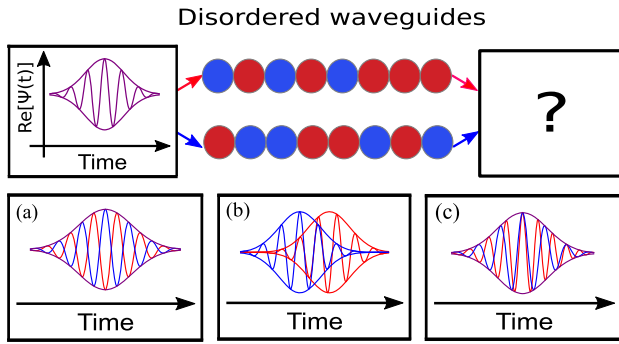 Disordered waveguides
Re[Ψ(t)]
Time
?
(a)
Time
(b)
Time
(c)
Time